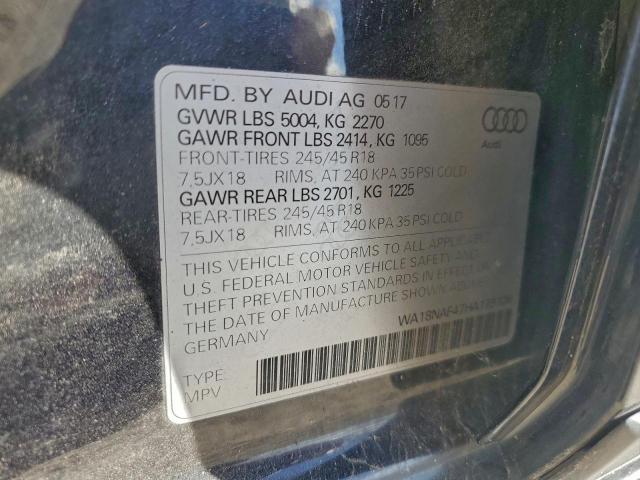 MFD. BY AUDI AG 05 17
GVWR LBS 5004, KG 2270
GAWR FRONT LBS 2414, KG 1095
FRONT-TIRES 245/45 R18
7,5JX18 RIMS, AT 240 KPA 35 PSI COLD
GAWR REAR LBS 2701, KG 1225
REAR-TIRES 245/45 R18
7,5JX18 RIMS, AT 240 KPA 35 PSI COLD
Audi
THIS VEHICLE CONFORMS TO ALL APPLICABLE
U.S. FEDERAL MOTOR VEHICLE SAFETY AND
THEFT PREVENTION STANDARDS IN EFFECT ON
THE DATE OF MANUFACTURE SHOWN ABOVE
GERMANY
TYPE:
MPV